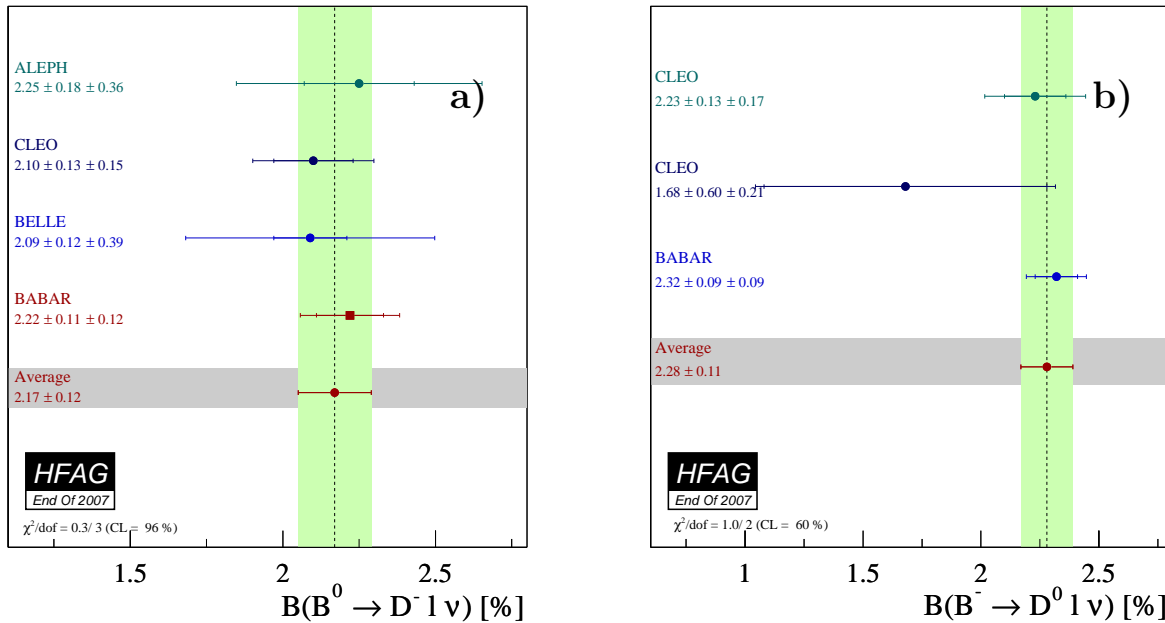 ALEPH
2.25 ± 0.18 ± 0.36
a)
CLEO
2.10 ± 0.13 ± 0.15
BELLE
2.09 ± 0.12 ± 0.39
BABAR
2.22 ± 0.11 ± 0.12
Average
2.17 ± 0.12
HFAG
End Of 2007
χ²/dof = 0.3/ 3 (CL = 96 %)
1.5 2 2.5
B(B⁰ → D⁻ l ν) [%]
CLEO
2.23 ± 0.13 ± 0.17
b)
CLEO
1.68 ± 0.60 ± 0.21
BABAR
2.32 ± 0.09 ± 0.09
Average
2.28 ± 0.11
HFAG
End Of 2007
χ²/dof = 1.0/ 2 (CL = 60 %)
1 1.5 2 2.5
B(B⁻ → D⁰ l ν) [%]